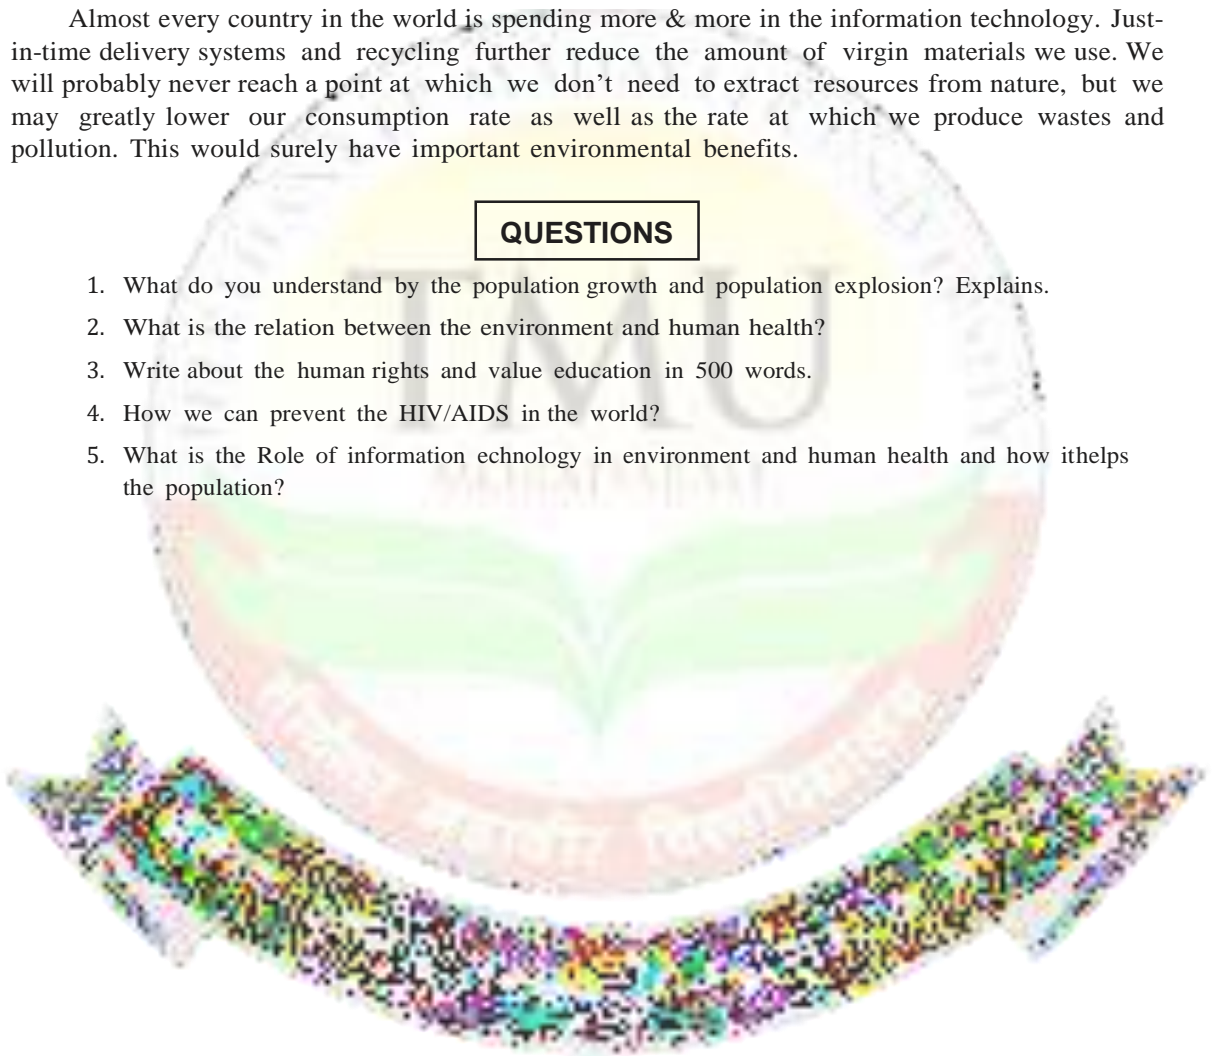 Almost every country in the world is spending more & more in the information technology. Just-
in-time delivery systems and recycling further reduce the amount of virgin materials we use. We
will probably never reach a point at which we don't need to extract resources from nature, but we
may greatly lower our consumption rate as well as the rate at which we produce wastes and
pollution. This would surely have important environmental benefits.
QUESTIONS
1. What do you understand by the population growth and population explosion? Explains.
2. What is the relation between the environment and human health?
3. Write about the human rights and value education in 500 words.
4. How we can prevent the HIV/AIDS in the world?
5. What is the Role of information echnology in environment and human health and how ithelps
the population?
TMU